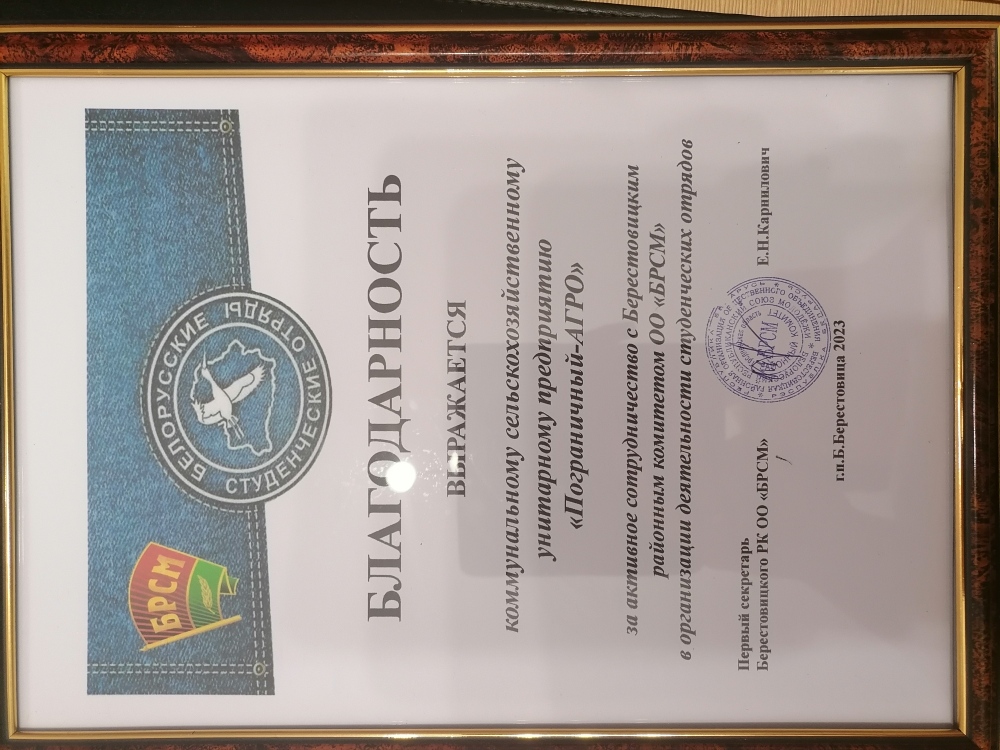 БРСМ
БЕЛОРУССКИЕ
СТУДЕНЧЕСКИЕ ОТРЯДЫ
БЛАГОДАРНОСТЬ
ВЫРАЖАЕТСЯ
коммунальному сельскохозяйственному
унитарному предприятию
«Пограничный-АГРО»
за активное сотрудничество с Берестовицким
районным комитетом ОО «БРСМ»
в организации деятельности студенческих отрядов
Первый секретарь
Берестовицкого РК ОО «БРСМ»
Е.Н.Карнилович
г.п.Б.Берестовица 2023